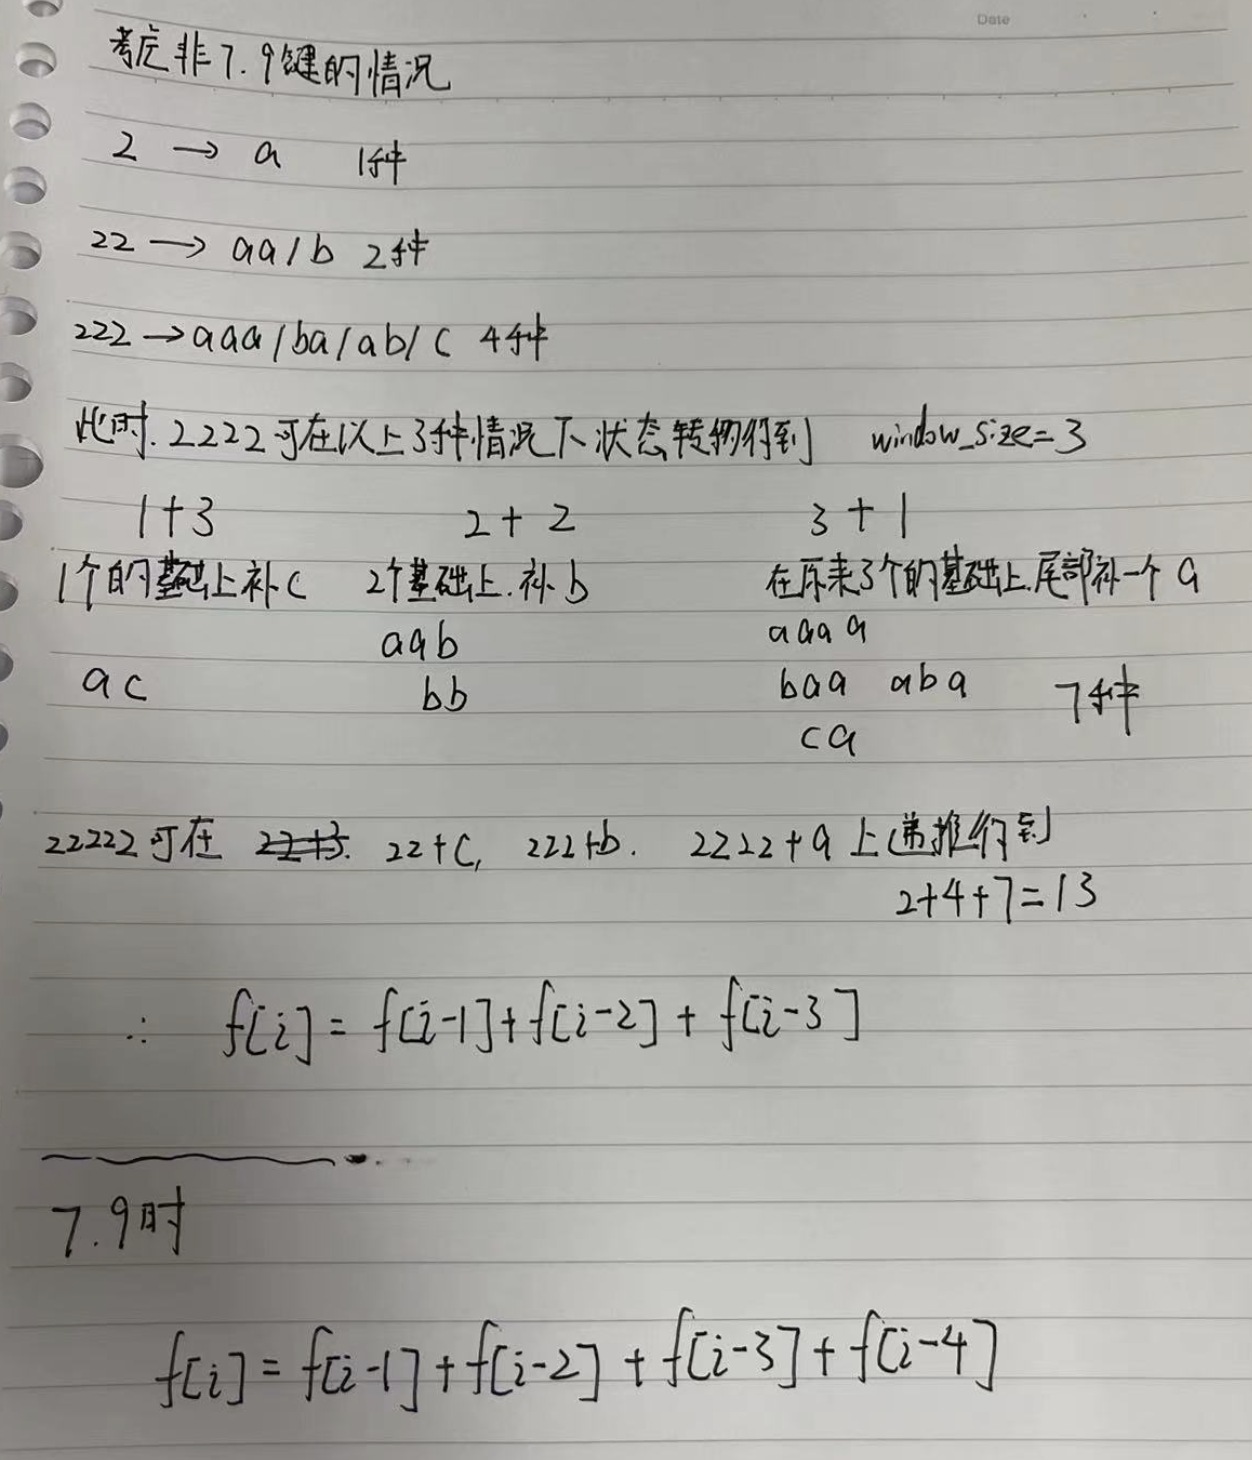 Date
考虑非7.9键的情况
2 → a 1种
22 → aa/b 2种
222 → aaa/ba/ab/c 4种
此时.2222可在以上3种情况下状态转移得到 window_size=3
1+3 2+2 3+1
1个的基础上补c 2个基础上.补b 在原来3个的基础上.尾部补一个a
aab aaaa
ac bb baa aba 7种
ca
22222可在 22+c, 222+b. 2222+a 上递推得到
2+4+7=13
∴ f[i]= f[i-1]+f[i-2]+f[i-3]
7.9时
f[i]=f[i-1]+f[i-2]+f[i-3]+f[i-4]